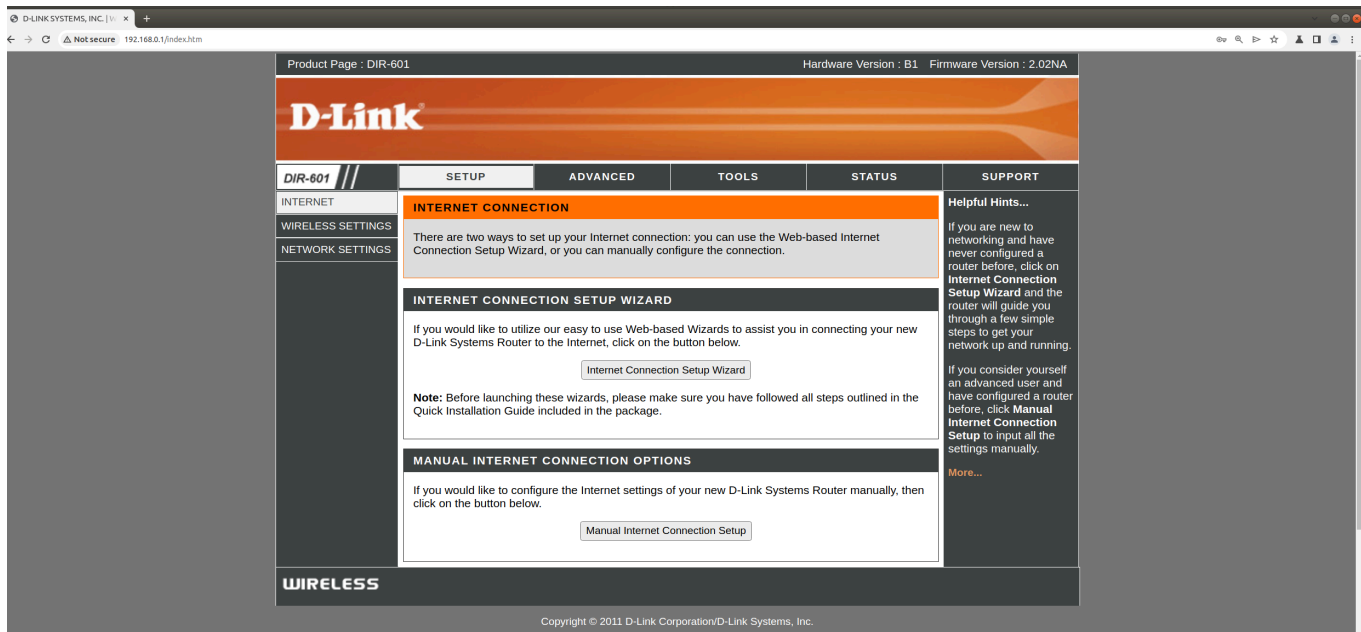 D-LINK SYSTEMS, INC. | W
Not secure 192.168.0.1/index.htm
Product Page : DIR-601 Hardware Version : B1 Firmware Version : 2.02NA
D-Link
DIR-601 SETUP ADVANCED TOOLS STATUS SUPPORT
INTERNET
WIRELESS SETTINGS
NETWORK SETTINGS
INTERNET CONNECTION
There are two ways to set up your Internet connection: you can use the Web-based Internet
Connection Setup Wizard, or you can manually configure the connection.
INTERNET CONNECTION SETUP WIZARD
If you would like to utilize our easy to use Web-based Wizards to assist you in connecting your new
D-Link Systems Router to the Internet, click on the button below.
Internet Connection Setup Wizard
Note: Before launching these wizards, please make sure you have followed all steps outlined in the
Quick Installation Guide included in the package.
MANUAL INTERNET CONNECTION OPTIONS
If you would like to configure the Internet settings of your new D-Link Systems Router manually, then
click on the button below.
Manual Internet Connection Setup
Helpful Hints...
If you are new to
networking and have
never configured a
router before, click on
Internet Connection
Setup Wizard and the
router will guide you
through a few simple
steps to get your
network up and running.
If you consider yourself
an advanced user and
have configured a router
before, click Manual
Internet Connection
Setup to input all the
settings manually.
More...
WIRELESS
Copyright © 2011 D-Link Corporation/D-Link Systems, Inc.